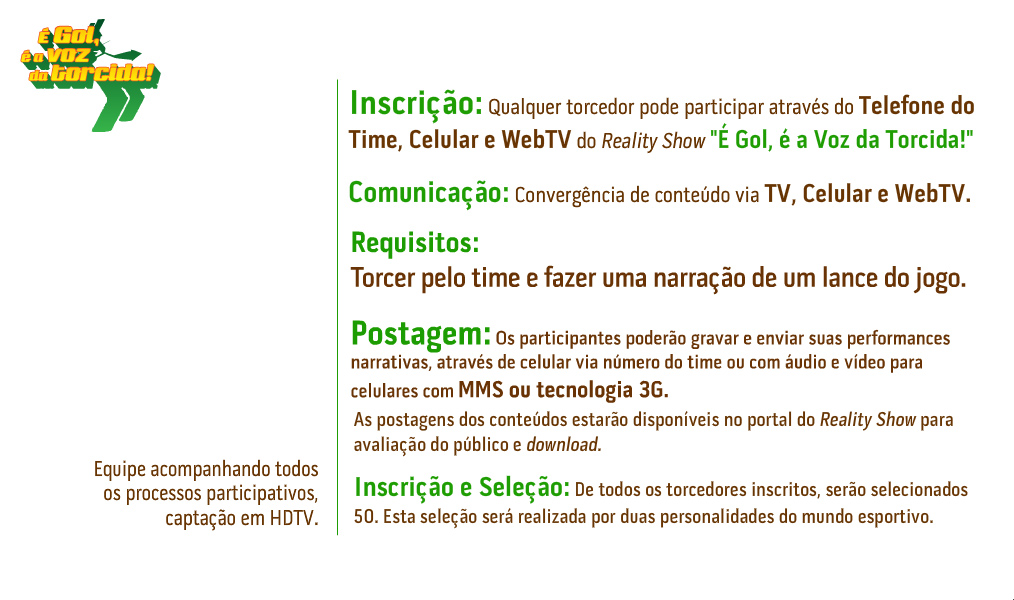 É Gol,
é a voz
da torcida!
Inscrição: Qualquer torcedor pode participar através do Telefone do
Time, Celular e WebTV do Reality Show "É Gol, é a Voz da Torcida!"
Comunicação: Convergência de conteúdo via TV, Celular e WebTV.
Requisitos:
Torcer pelo time e fazer uma narração de um lance do jogo.
Postagem: Os participantes poderão gravar e enviar suas performances
narrativas, através de celular via número do time ou com áudio e vídeo para
celulares com MMS ou tecnologia 3G.
As postagens dos conteúdos estarão disponíveis no portal do Reality Show para
avaliação do público e download.
Inscrição e Seleção: De todos os torcedores inscritos, serão selecionados
50. Esta seleção será realizada por duas personalidades do mundo esportivo.
Equipe acompanhando todos
os processos participativos,
captação em HDTV.